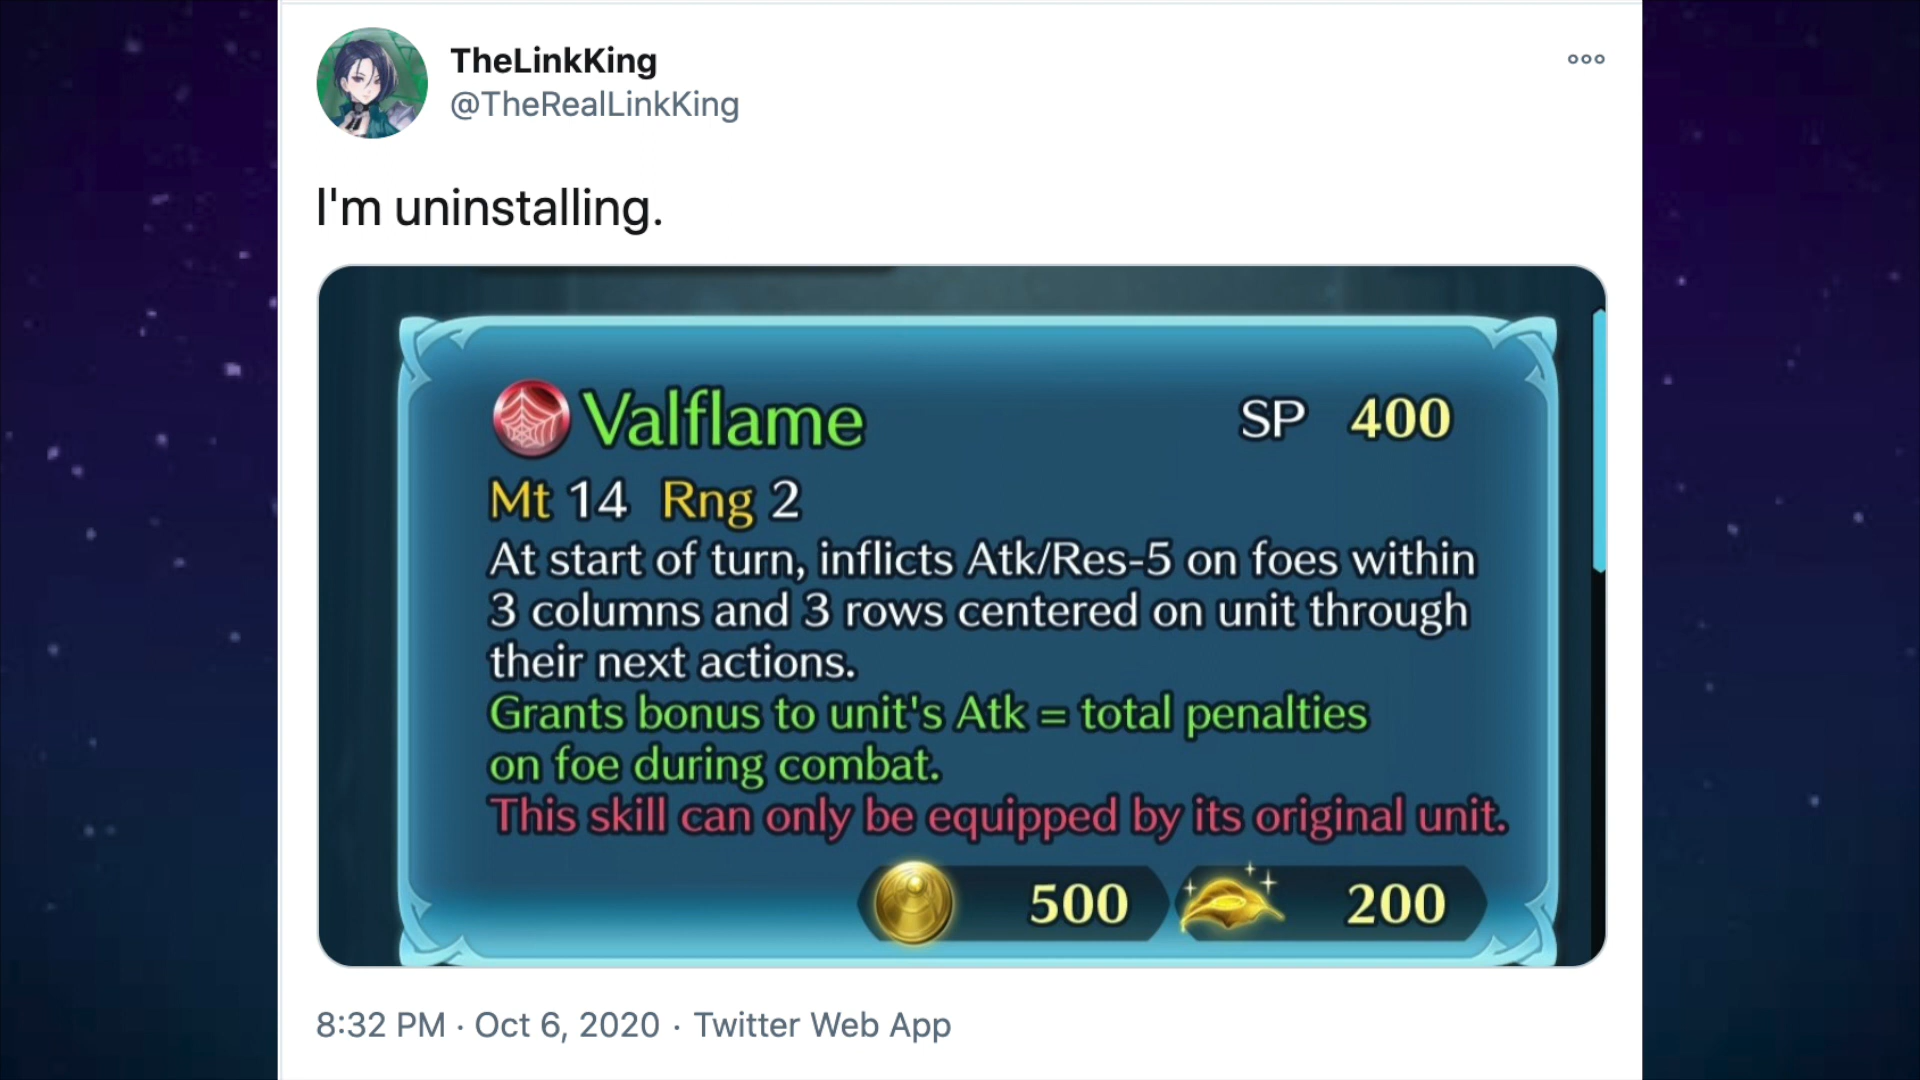 TheLinkKing
@TheRealLinkKing
I'm uninstalling.
Valflame SP 400
Mt 14 Rng 2
At start of turn, inflicts Atk/Res-5 on foes within
3 columns and 3 rows centered on unit through
their next actions.
Grants bonus to unit's Atk = total penalties
on foe during combat.
This skill can only be equipped by its original unit.
500 200
8:32 PM · Oct 6, 2020 · Twitter Web App